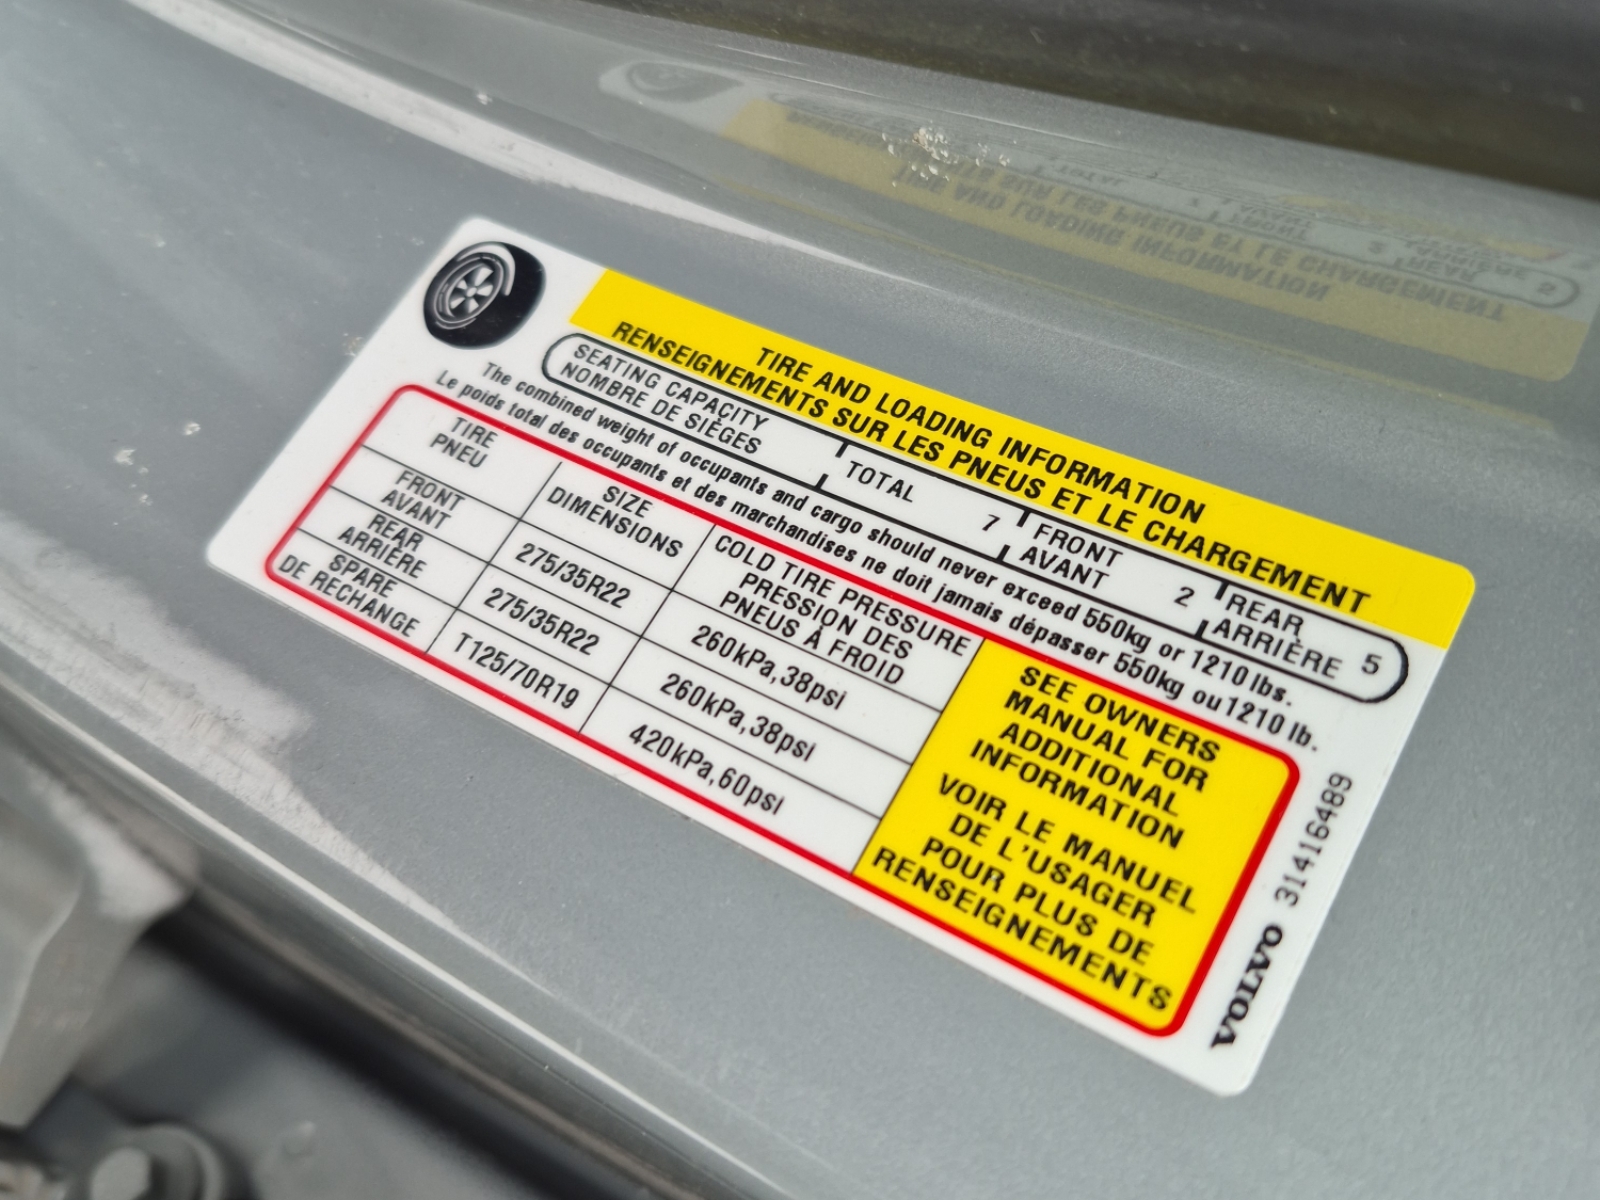 TIRE AND LOADING INFORMATION
RENSEIGNEMENTS SUR LES PNEUS ET LE CHARGEMENT
SEATING CAPACITY
NOMBRE DE SIÈGES
TOTAL 7
FRONT
AVANT 2
REAR
ARRIÈRE 5
The combined weight of occupants and cargo should never exceed 550kg or 1210 lbs.
Le poids total des occupants et des marchandises ne doit jamais dépasser 550kg ou 1210 lb.
TIRE
PNEU
SIZE
DIMENSIONS
COLD TIRE PRESSURE
PRESSION DES
PNEUS À FROID
FRONT
AVANT
275/35R22
260kPa,38psi
REAR
ARRIÈRE
275/35R22
260kPa,38psi
SPARE
DE RECHANGE
T125/70R19
420kPa,60psi
SEE OWNERS
MANUAL FOR
ADDITIONAL
INFORMATION
VOIR LE MANUEL
DE L'USAGER
POUR PLUS DE
RENSEIGNEMENTS
VOLVO 31416489